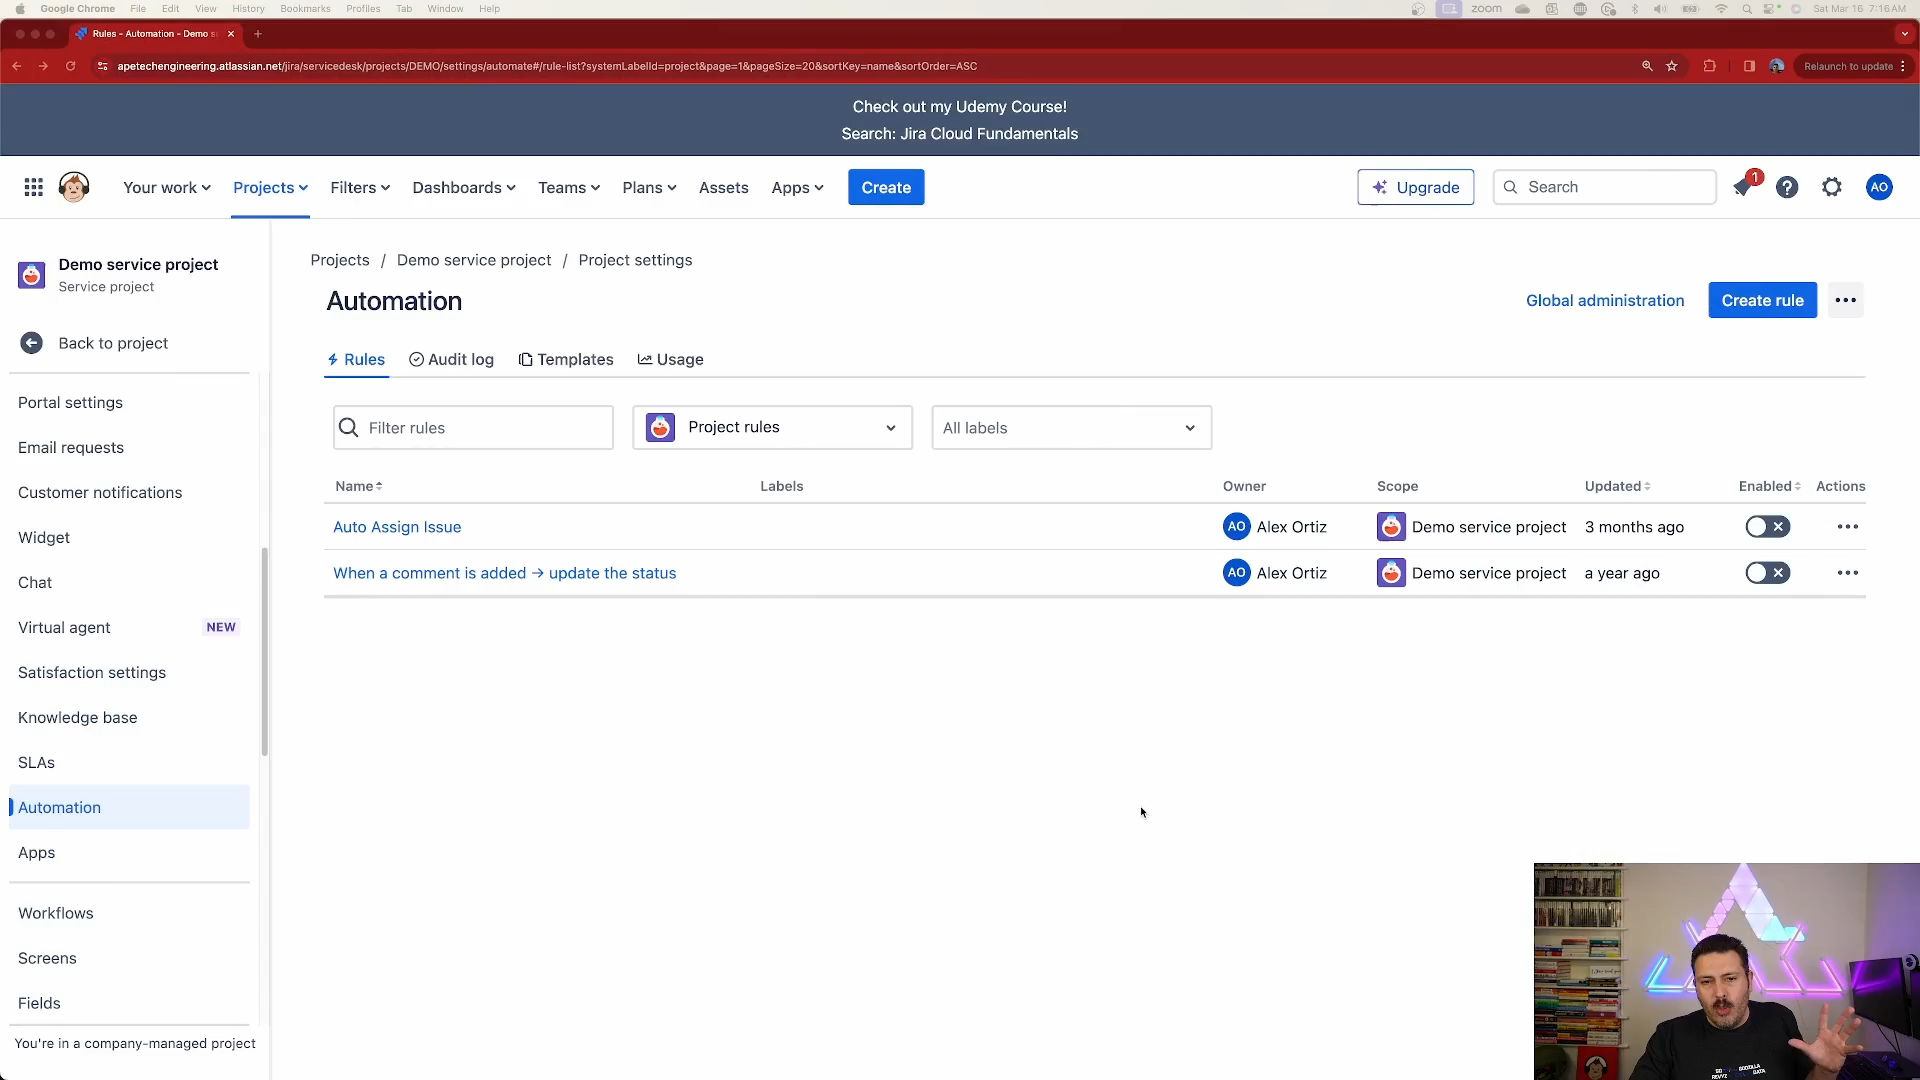 Google Chrome File Edit View History Bookmarks Profiles Tab Window Help
zoom Sat Mar 16 7:16 AM
Rules - Automation - Demo s
apetechengineering.atlassian.net/jira/servicedesk/projects/DEMO/settings/automate#/rule-list?systemLabelId=project&page=1&pageSize=20&sortKey=name&sortOrder=ASC
Relaunch to update
Check out my Udemy Course!
Search: Jira Cloud Fundamentals
Your work Projects Filters Dashboards Teams Plans Assets Apps Create Upgrade Search 1 AO
Demo service project
Service project
Back to project
Portal settings
Email requests
Customer notifications
Widget
Chat
Virtual agent NEW
Satisfaction settings
Knowledge base
SLAs
Automation
Apps
Workflows
Screens
Fields
You're in a company-managed project
Projects / Demo service project / Project settings
Automation
Global administration Create rule
Rules Audit log Templates Usage
Filter rules Project rules All labels
Name Labels Owner Scope Updated Enabled Actions
Auto Assign Issue AO Alex Ortiz Demo service project 3 months ago
When a comment is added → update the status AO Alex Ortiz Demo service project a year ago